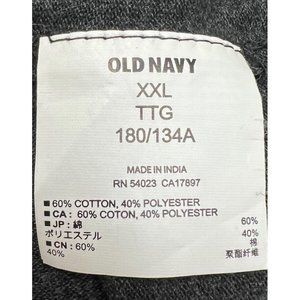 OLD NAVY
XXL
TTG
180/134A
MADE IN INDIA
RN 54023 CA17897
■ 60% COTTON, 40% POLYESTER
■ CA : 60% COTON, 40% POLYESTER
■ JP : 綿 60%
ポリエステル 40%
■ CN : 60% 棉
40% 聚酯纤维